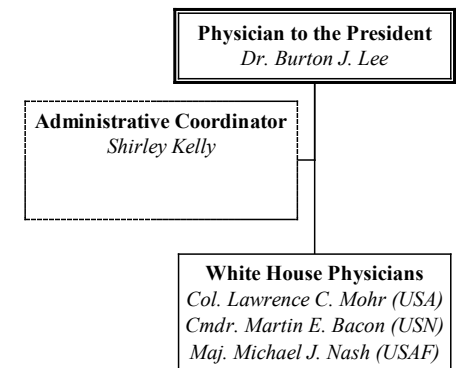 Physician to the President
Dr. Burton J. Lee
Administrative Coordinator
Shirley Kelly
White House Physicians
Col. Lawrence C. Mohr (USA)
Cmdr. Martin E. Bacon (USN)
Maj. Michael J. Nash (USAF)